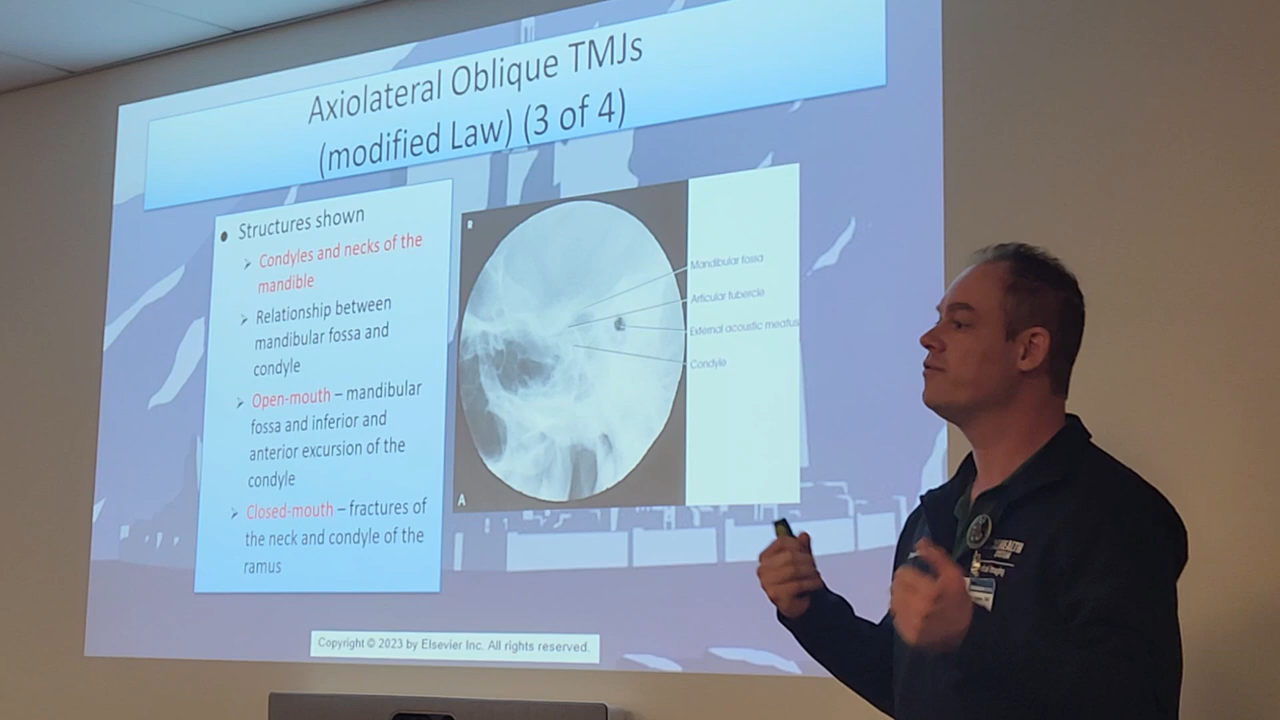 Axiolateral Oblique TMJs
(modified Law) (3 of 4)
Structures shown
Condyles and necks of the
mandible
Relationship between
mandibular fossa and
condyle
Open-mouth – mandibular
fossa and inferior and
anterior excursion of the
condyle
Closed-mouth – fractures of
the neck and condyle of the
ramus
R
Mandibular fossa
Articular tubercle
External acoustic meatus
Condyle
A
Copyright © 2023 by Elsevier Inc. All rights reserved.